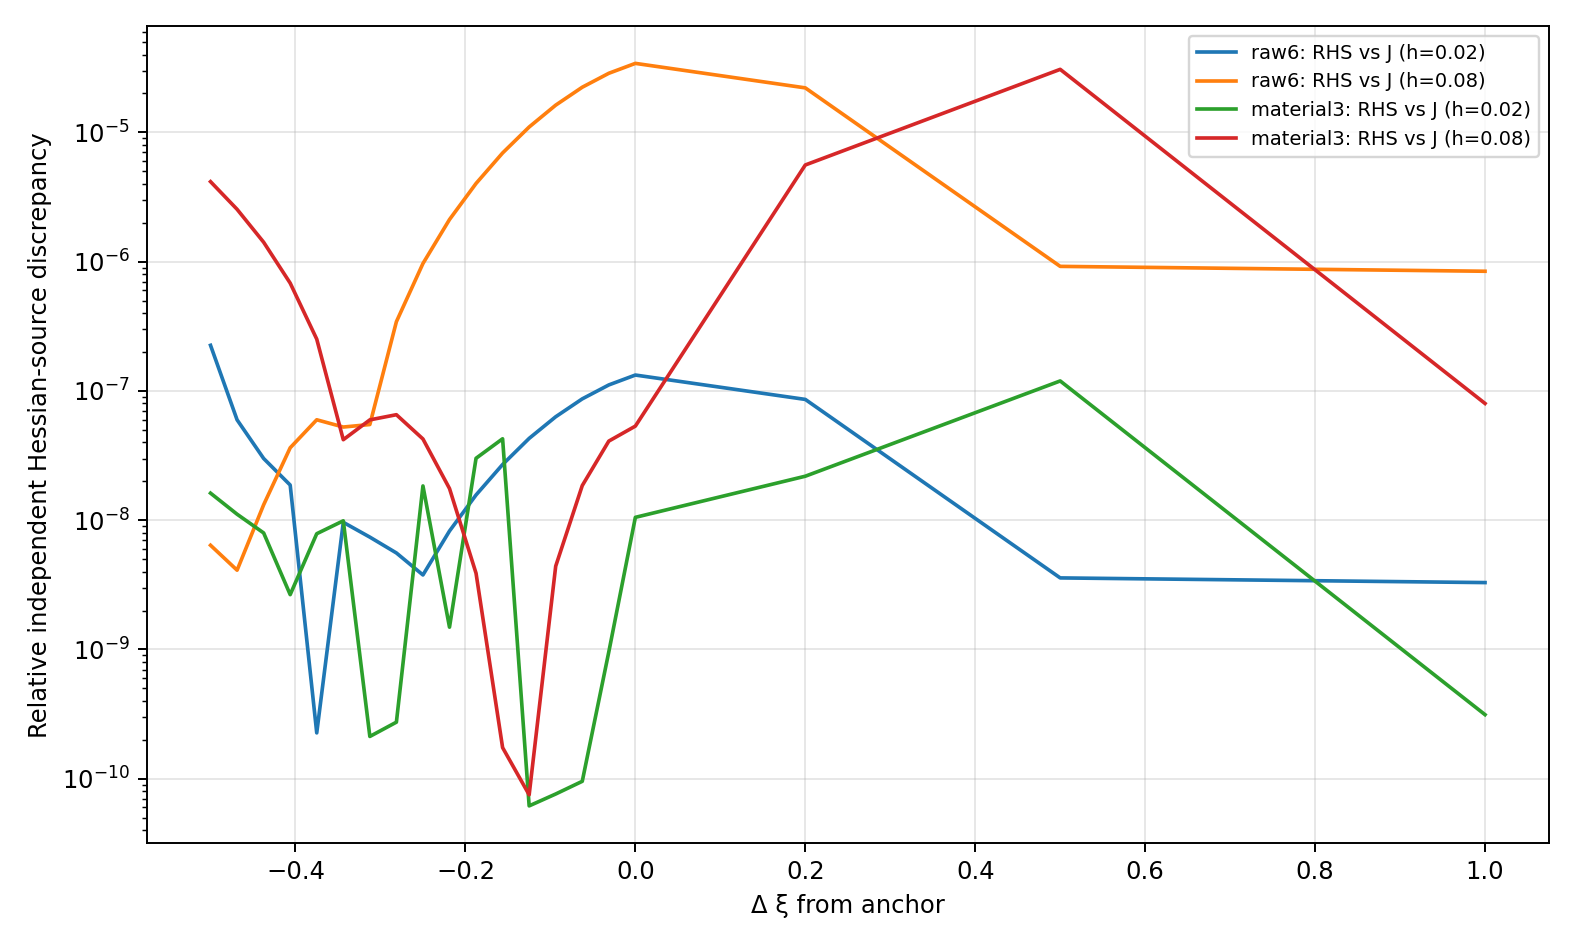 raw6: RHS vs J (h=0.02)
raw6: RHS vs J (h=0.08)
material3: RHS vs J (h=0.02)
material3: RHS vs J (h=0.08)
Relative independent Hessian-source discrepancy
10⁻⁵
10⁻⁶
10⁻⁷
10⁻⁸
10⁻⁹
10⁻¹⁰
−0.4 −0.2 0.0 0.2 0.4 0.6 0.8 1.0
Δ ξ from anchor